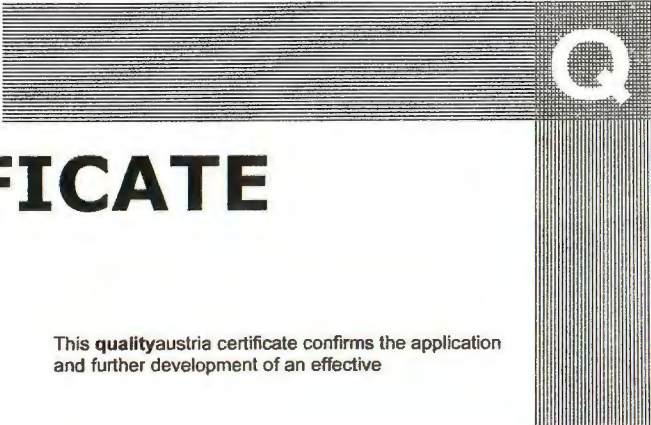 Q
FICATE
This qualityaustria certificate confirms the application
and further development of an effective